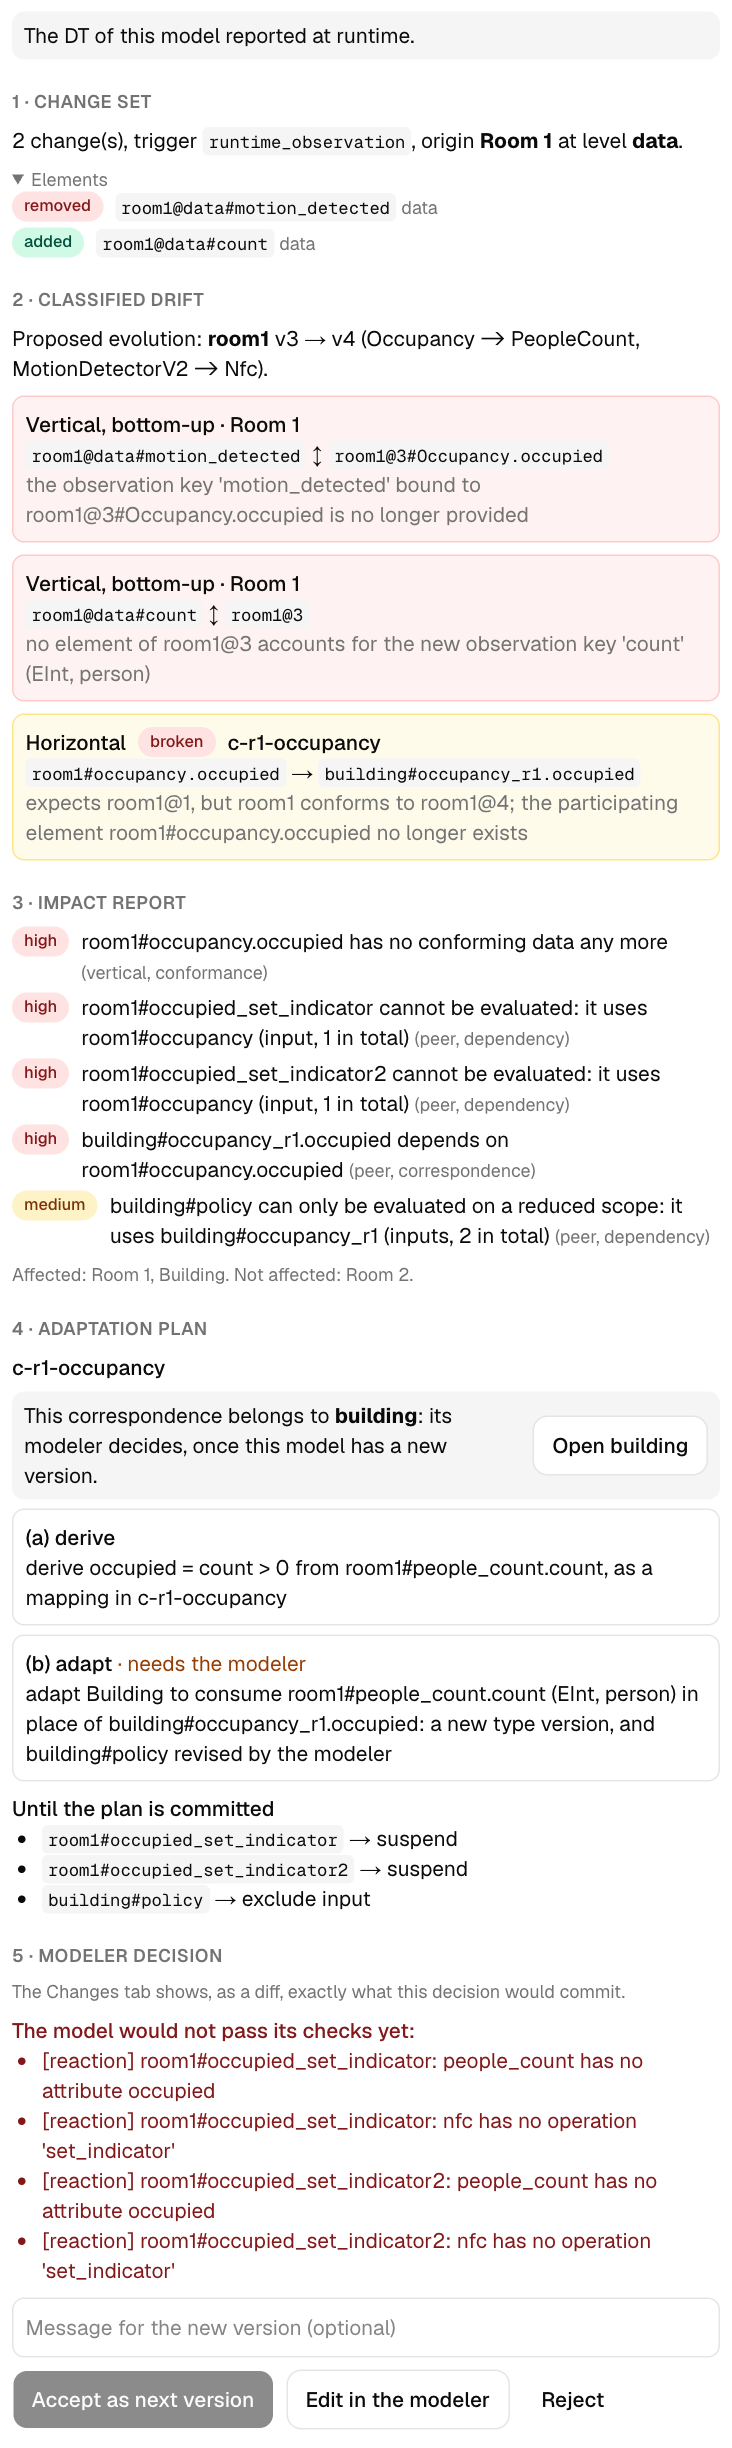 The DT of this model reported at runtime.
1 · CHANGE SET
2 change(s), trigger runtime_observation, origin Room 1 at level data.
▼ Elements
removed room1@data#motion_detected data
added room1@data#count data
2 · CLASSIFIED DRIFT
Proposed evolution: room1 v3 → v4 (Occupancy → PeopleCount,
MotionDetectorV2 → Nfc).
Vertical, bottom-up · Room 1
room1@data#motion_detected ↕ room1@3#Occupancy.occupied
the observation key 'motion_detected' bound to
room1@3#Occupancy.occupied is no longer provided
Vertical, bottom-up · Room 1
room1@data#count ↕ room1@3
no element of room1@3 accounts for the new observation key 'count'
(EInt, person)
Horizontal broken c-r1-occupancy
room1#occupancy.occupied → building#occupancy_r1.occupied
expects room1@1, but room1 conforms to room1@4; the participating
element room1#occupancy.occupied no longer exists
3 · IMPACT REPORT
high room1#occupancy.occupied has no conforming data any more
(vertical, conformance)
high room1#occupied_set_indicator cannot be evaluated: it uses
room1#occupancy (input, 1 in total) (peer, dependency)
high room1#occupied_set_indicator2 cannot be evaluated: it uses
room1#occupancy (input, 1 in total) (peer, dependency)
high building#occupancy_r1.occupied depends on
room1#occupancy.occupied (peer, correspondence)
medium building#policy can only be evaluated on a reduced scope: it
uses building#occupancy_r1 (inputs, 2 in total) (peer, dependency)
Affected: Room 1, Building. Not affected: Room 2.
4 · ADAPTATION PLAN
c-r1-occupancy
This correspondence belongs to building: its
modeler decides, once this model has a new
version.
Open building
(a) derive
derive occupied = count > 0 from room1#people_count.count, as a
mapping in c-r1-occupancy
(b) adapt · needs the modeler
adapt Building to consume room1#people_count.count (EInt, person) in
place of building#occupancy_r1.occupied: a new type version, and
building#policy revised by the modeler
Until the plan is committed
• room1#occupied_set_indicator → suspend
• room1#occupied_set_indicator2 → suspend
• building#policy → exclude input
5 · MODELER DECISION
The Changes tab shows, as a diff, exactly what this decision would commit.
The model would not pass its checks yet:
• [reaction] room1#occupied_set_indicator: people_count has no
attribute occupied
• [reaction] room1#occupied_set_indicator: nfc has no operation
'set_indicator'
• [reaction] room1#occupied_set_indicator2: people_count has no
attribute occupied
• [reaction] room1#occupied_set_indicator2: nfc has no operation
'set_indicator'
Message for the new version (optional)
Accept as next version Edit in the modeler Reject